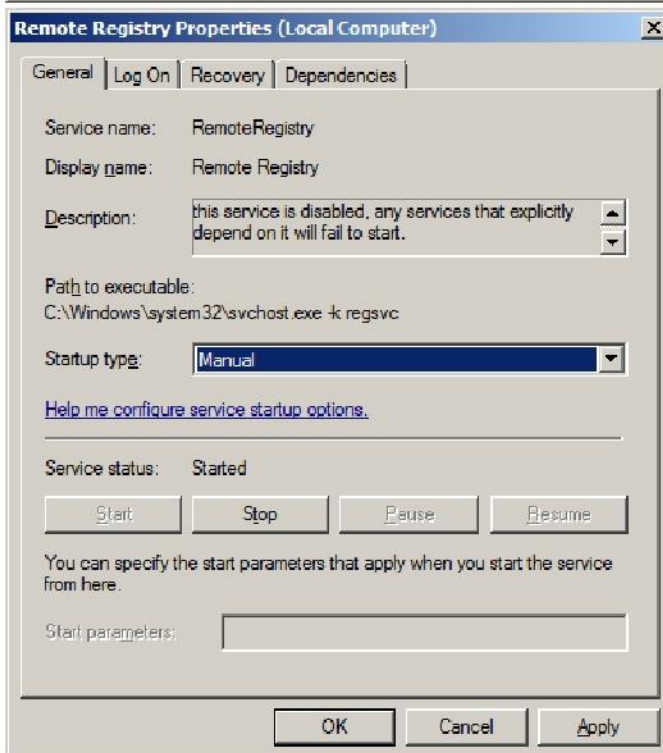 Remote Registry Properties (Local Computer)
General Log On Recovery Dependencies
Service name: RemoteRegistry
Display name: Remote Registry
Description: this service is disabled, any services that explicitly
depend on it will fail to start.
Path to executable:
C:\Windows\system32\svchost.exe -k regsvc
Startup type: Manual
Help me configure service startup options.
Service status: Started
Start Stop Pause Resume
You can specify the start parameters that apply when you start the service
from here.
Start parameters:
OK Cancel Apply